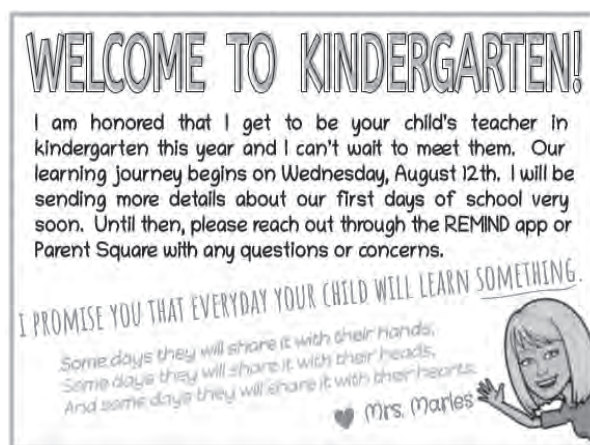 WELCOME TO KINDERGARTEN!
I am honored that I get to be your child's teacher in
kindergarten this year and I can't wait to meet them. Our
learning journey begins on Wednesday, August 12th. I will be
sending more details about our first days of school very
soon. Until then, please reach out through the REMIND app or
Parent Square with any questions or concerns.
I PROMISE YOU THAT EVERYDAY YOUR CHILD WILL LEARN SOMETHING.
Some days they will share it with their hands,
Some days they will share it with their heads,
And some days they will share it with their hearts.
Mrs. Marles